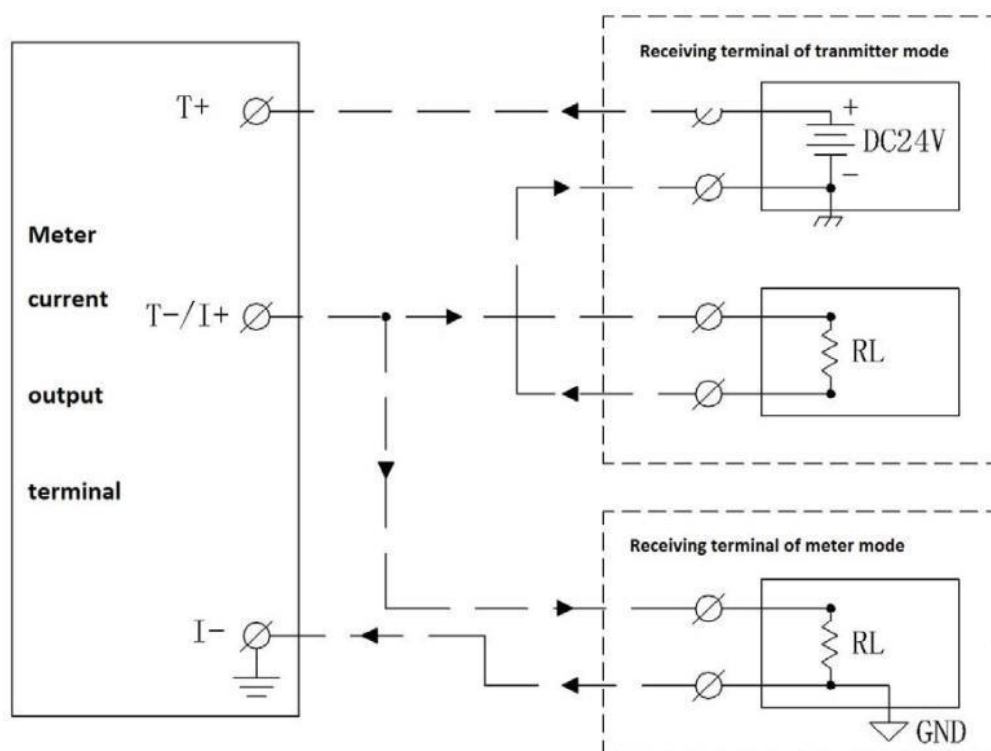 Receiving terminal of tranmitter mode
T+
+
DC24V
−
Meter
current
T-/I+
RL
output
terminal
Receiving terminal of meter mode
I-
RL
GND